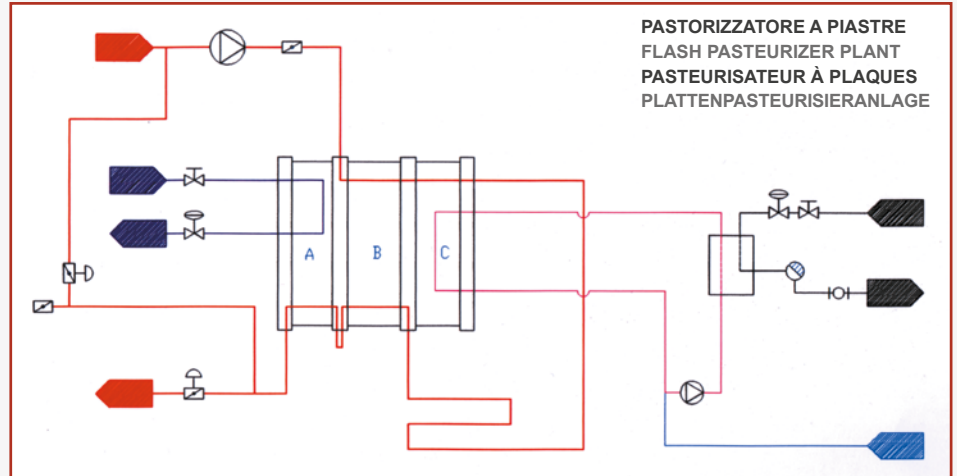 PASTORIZZATORE A PIASTRE
FLASH PASTEURIZER PLANT
PASTEURISATEUR À PLAQUES
PLATTENPASTEURISIERANLAGE
A B C